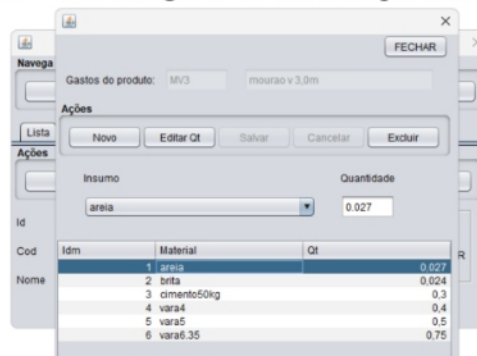 FECHAR
Navega
Gastos do produto: MV3 mourao v 3,0m
Ações
Novo Editar Qt Salvar Cancelar Excluir
Lista
Ações
Insumo Quantidade
areia 0.027
Id
Cod
Nome
R
Idm Material Qt
1 areia 0,027
2 brita 0,024
3 cimento50kg 0,3
4 vara4 0,4
5 vara5 0,5
6 vara6.35 0,75